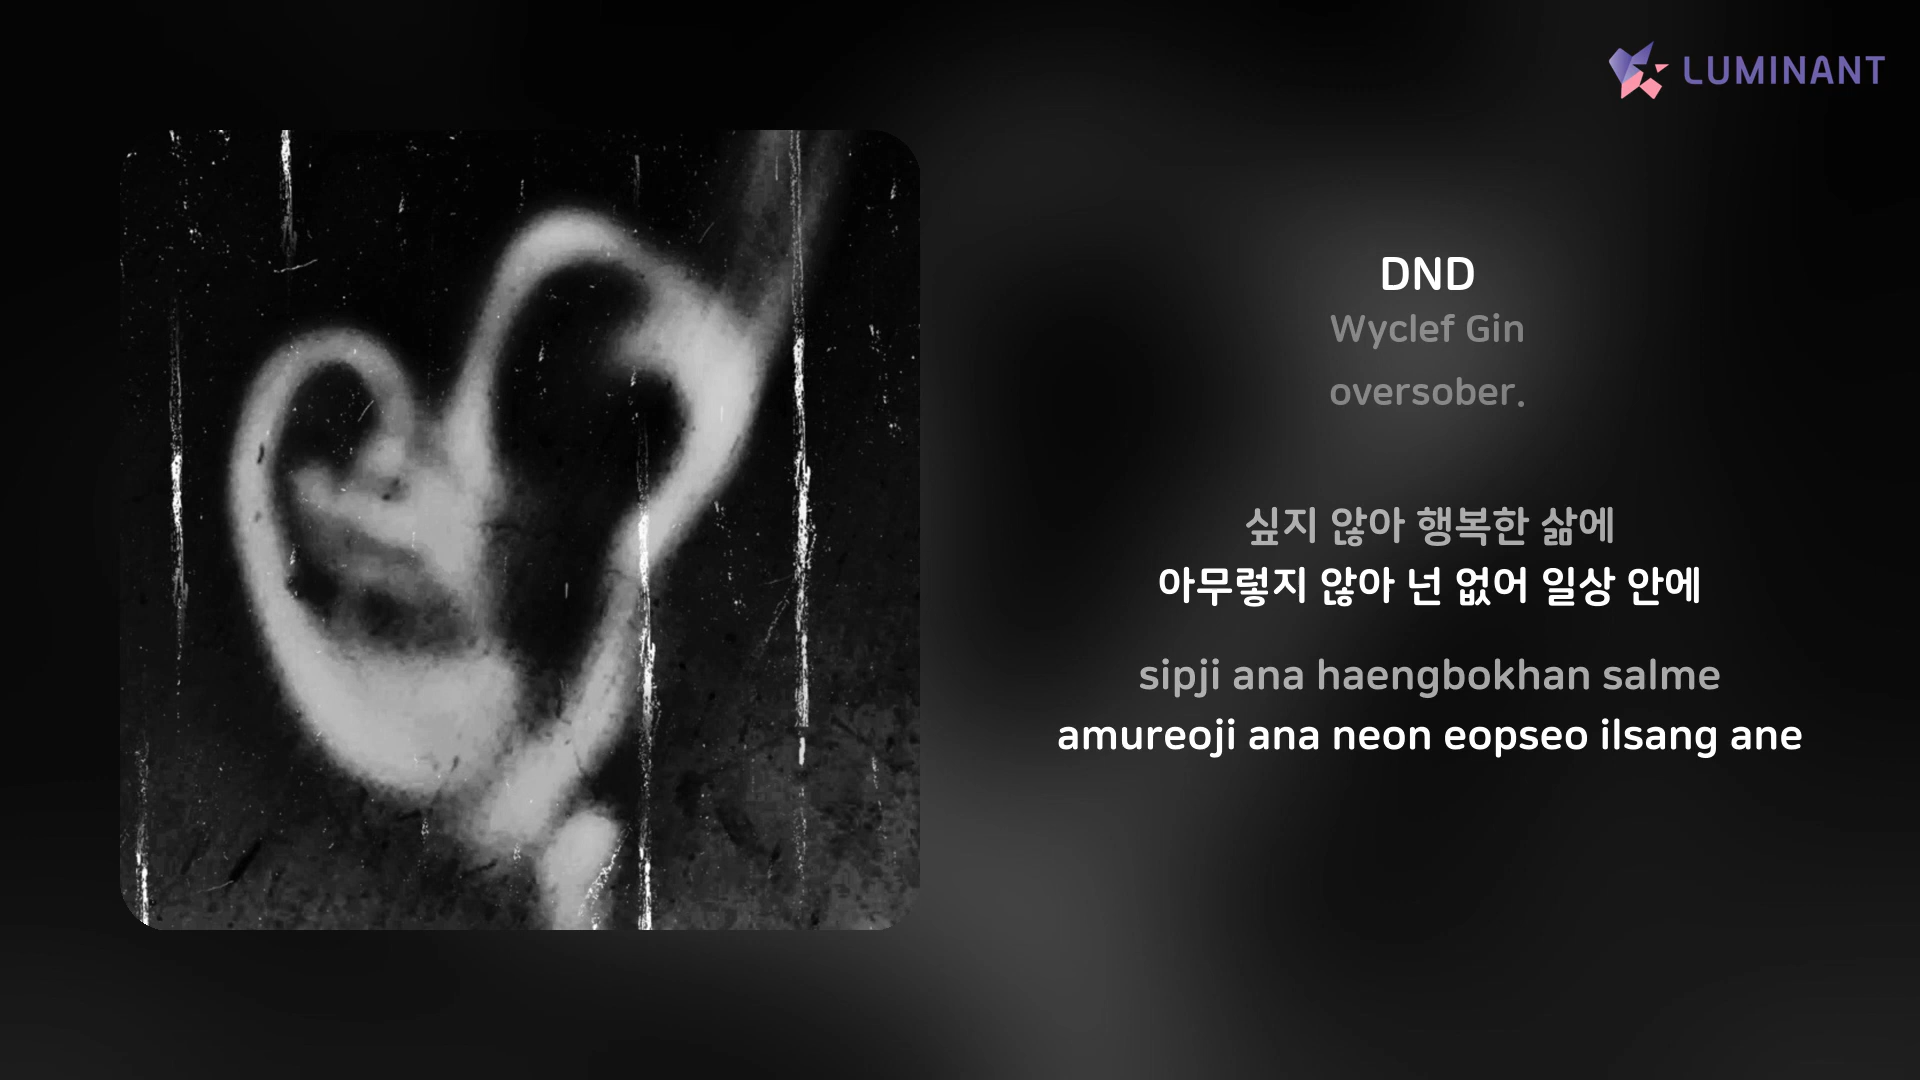 LUMINANT
DND
Wyclef Gin
oversober.
싶지 않아 행복한 삶에
아무렇지 않아 넌 없어 일상 안에
sipji ana haengbokhan salme
amureoji ana neon eopseo ilsang ane